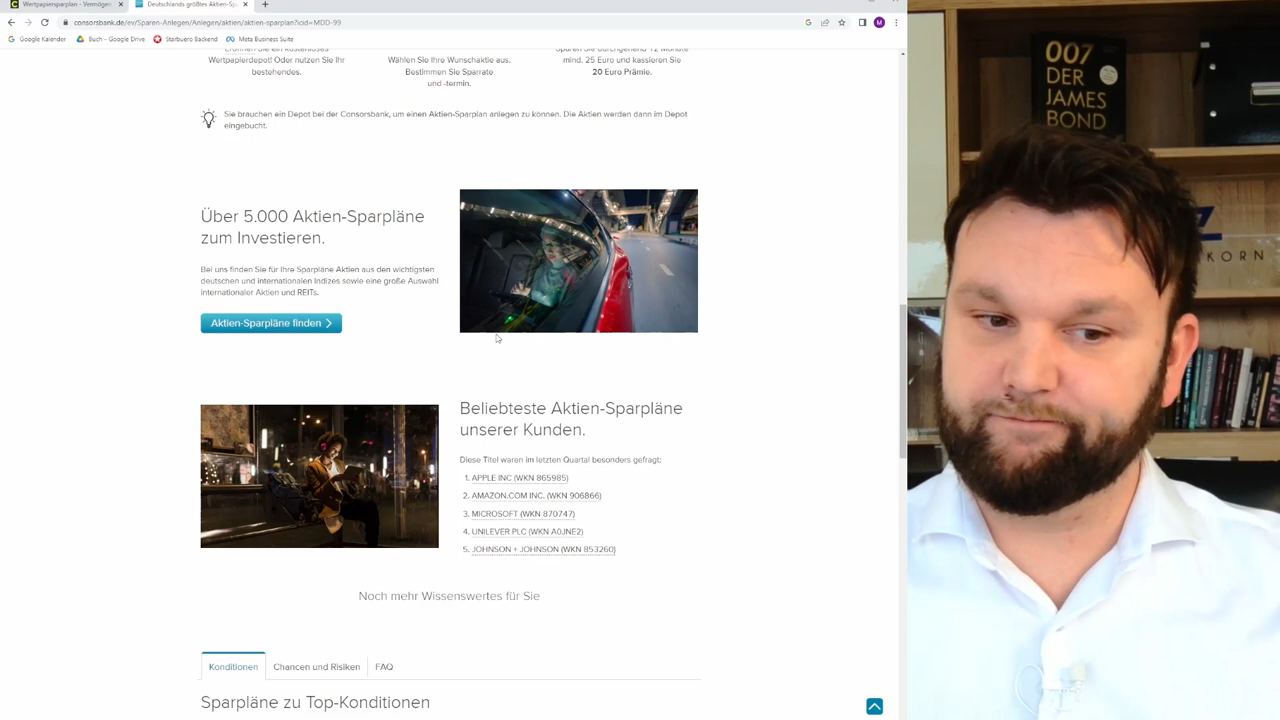 Wertpapiersparplan - Vermögen
Deutschlands größtes Aktien-Sp
consorsbank.de/ev/Sparen-Anlegen/Anlegen/aktien/aktien-sparplan?icid=MDD-99
M
Google Kalender
Buch – Google Drive
Starbuero Backend
Meta Business Suite
Eröffnen Sie ein kostenloses
Wertpapierdepot! Oder nutzen Sie Ihr
bestehendes.
Wählen Sie Ihre Wunschaktie aus.
Bestimmen Sie Sparrate
und -termin.
Sparen Sie durchgehend 12 Monate
mind. 25 Euro und kassieren Sie
20 Euro Prämie.
Sie brauchen ein Depot bei der Consorsbank, um einen Aktien-Sparplan anlegen zu können. Die Aktien werden dann im Depot
eingebucht.
Über 5.000 Aktien-Sparpläne
zum Investieren.
Bei uns finden Sie für Ihre Sparpläne Aktien aus den wichtigsten
deutschen und internationalen Indizes sowie eine große Auswahl
internationaler Aktien und REITs.
Aktien-Sparpläne finden
Beliebteste Aktien-Sparpläne
unserer Kunden.
Diese Titel waren im letzten Quartal besonders gefragt:
1. APPLE INC (WKN 865985)
2. AMAZON.COM INC. (WKN 906866)
3. MICROSOFT (WKN 870747)
4. UNILEVER PLC (WKN A0JNE2)
5. JOHNSON + JOHNSON (WKN 853260)
Noch mehr Wissenswertes für Sie
Konditionen
Chancen und Risiken
FAQ
Sparpläne zu Top-Konditionen
007
DER
JAMES
BOND
Z
KORN